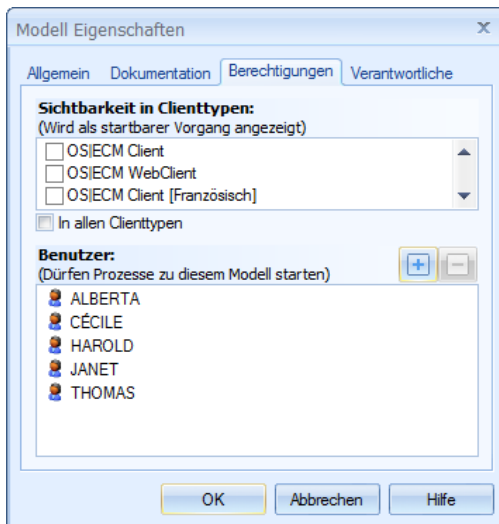 Modell Eigenschaften
Allgemein Dokumentation Berechtigungen Verantwortliche
Sichtbarkeit in Clienttypen:
(Wird als startbarer Vorgang angezeigt)
OS|ECM Client
OS|ECM WebClient
OS|ECM Client [Französisch]
In allen Clienttypen
Benutzer:
(Dürfen Prozesse zu diesem Modell starten)
ALBERTA
CÉCILE
HAROLD
JANET
THOMAS
OK Abbrechen Hilfe